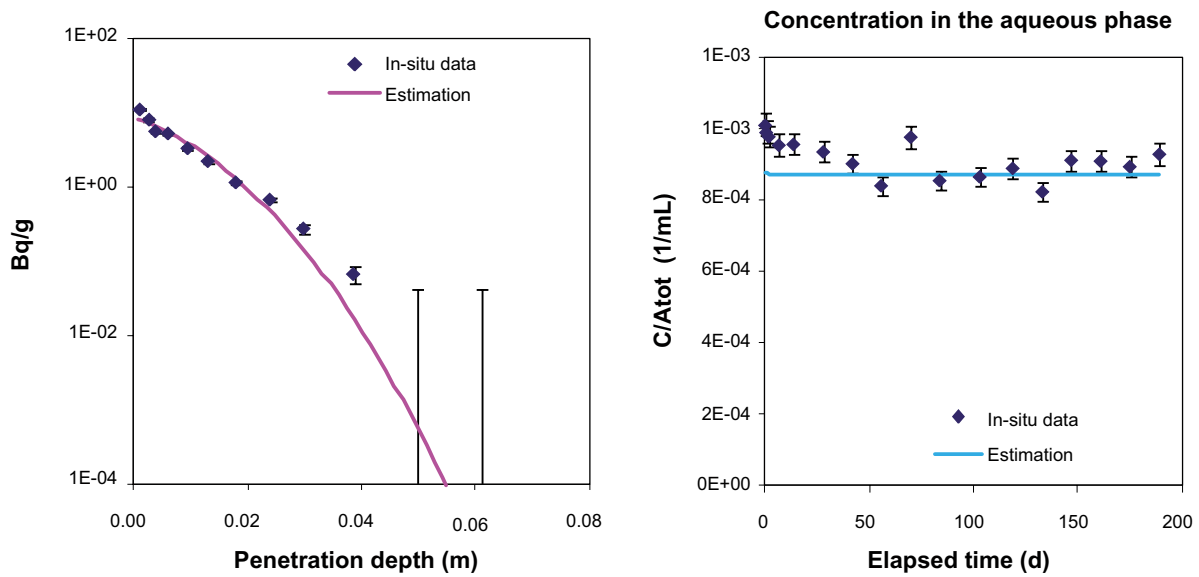 1E+02
1E+00
1E-02
1E-04
Bq/g
In-situ data
Estimation
0.00
0.02
0.04
0.06
0.08
Penetration depth (m)
Concentration in the aqueous phase
1E-03
1E-03
8E-04
6E-04
4E-04
2E-04
0E+00
C/Atot (1/mL)
In-situ data
Estimation
0
50
100
150
200
Elapsed time (d)